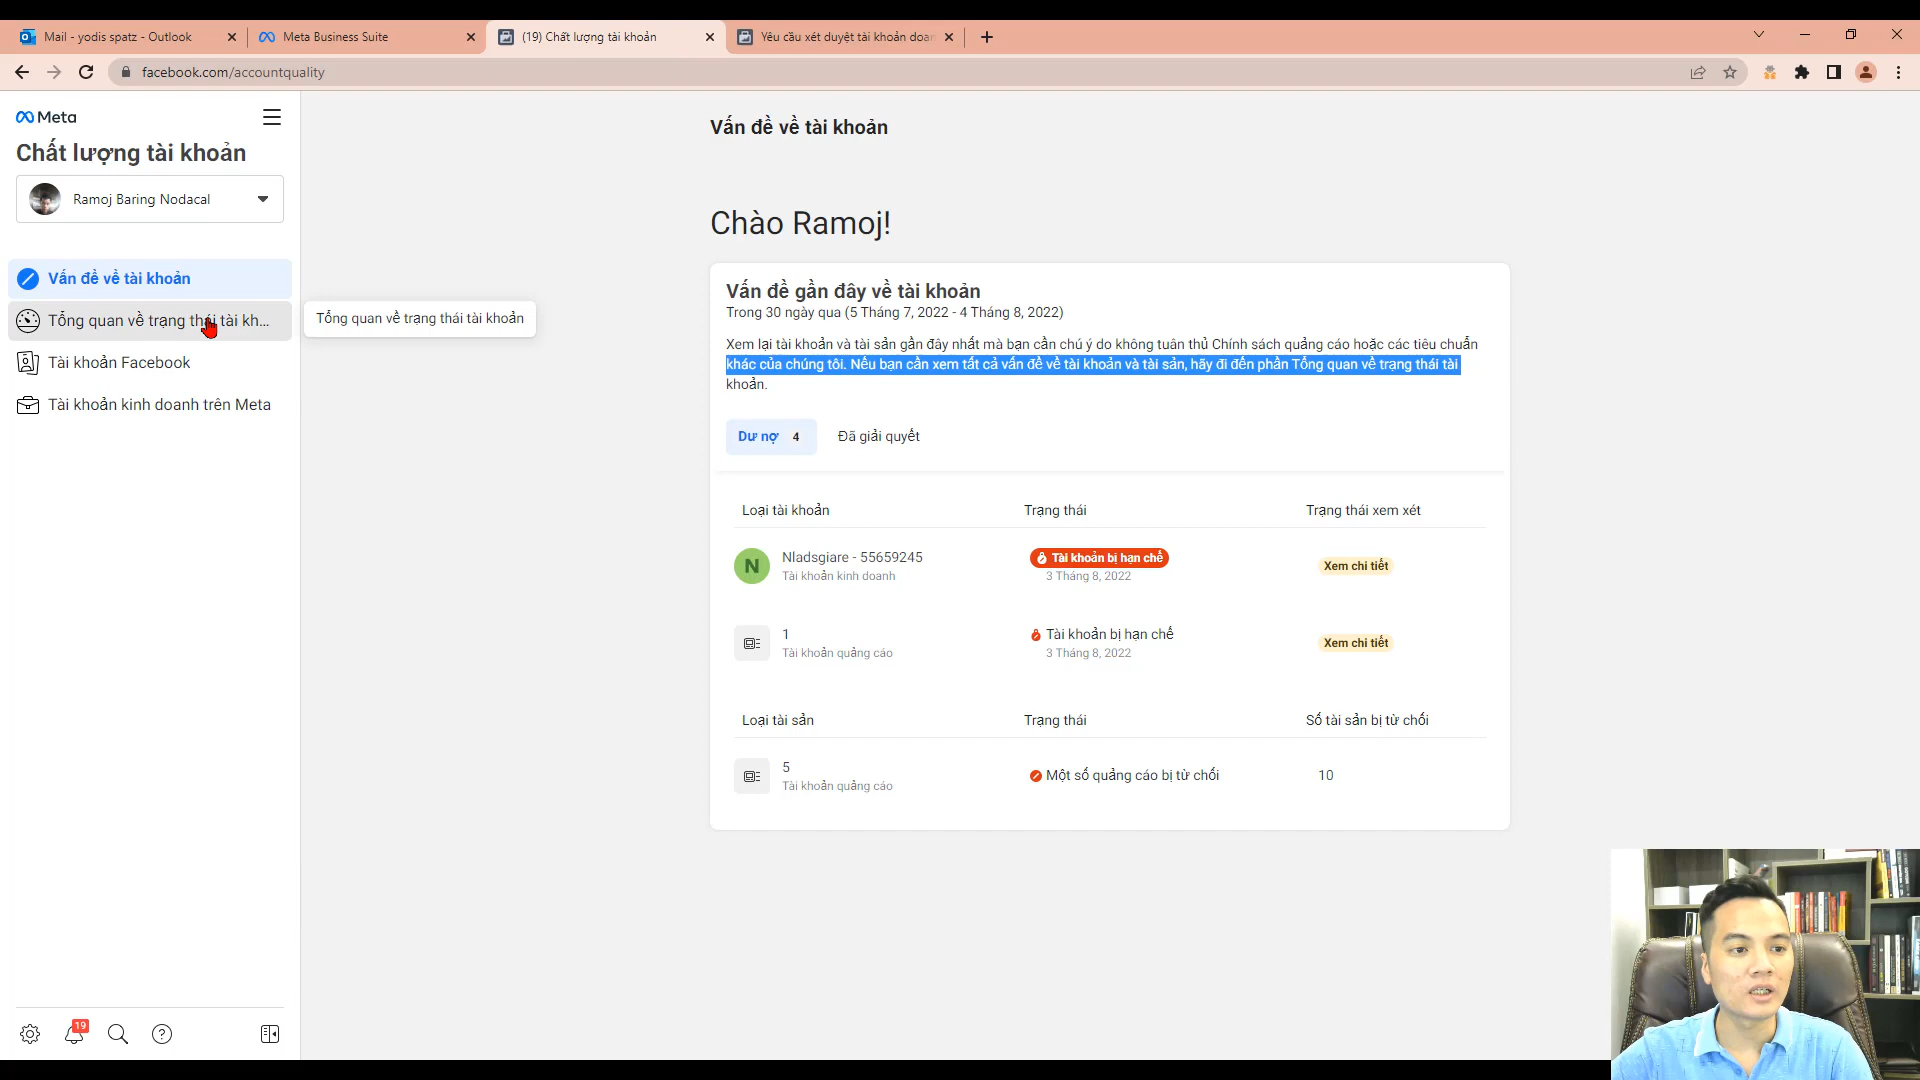 Mail - yodis spatz - Outlook
Meta Business Suite
(19) Chất lượng tài khoản
Yêu cầu xét duyệt tài khoản doan
facebook.com/accountquality
Meta
Chất lượng tài khoản
Ramoj Baring Nodacal
Vấn đề về tài khoản
Tổng quan về trạng thái tài kh...
Tổng quan về trạng thái tài khoản
Tài khoản Facebook
Tài khoản kinh doanh trên Meta
19
Vấn đề về tài khoản
Chào Ramoj!
Vấn đề gần đây về tài khoản
Trong 30 ngày qua (5 Tháng 7, 2022 - 4 Tháng 8, 2022)
Xem lại tài khoản và tài sản gần đây nhất mà bạn cần chú ý do không tuân thủ Chính sách quảng cáo hoặc các tiêu chuẩn
khác của chúng tôi. Nếu bạn cần xem tất cả vấn đề về tài khoản và tài sản, hãy đi đến phần Tổng quan về trạng thái tài
khoản.
Dư nợ 4 Đã giải quyết
Loại tài khoản Trạng thái Trạng thái xem xét
N Nladsgiare - 55659245 Tài khoản bị hạn chế Xem chi tiết
Tài khoản kinh doanh 3 Tháng 8, 2022
1 Tài khoản bị hạn chế Xem chi tiết
Tài khoản quảng cáo 3 Tháng 8, 2022
Loại tài sản Trạng thái Số tài sản bị từ chối
5 Một số quảng cáo bị từ chối 10
Tài khoản quảng cáo